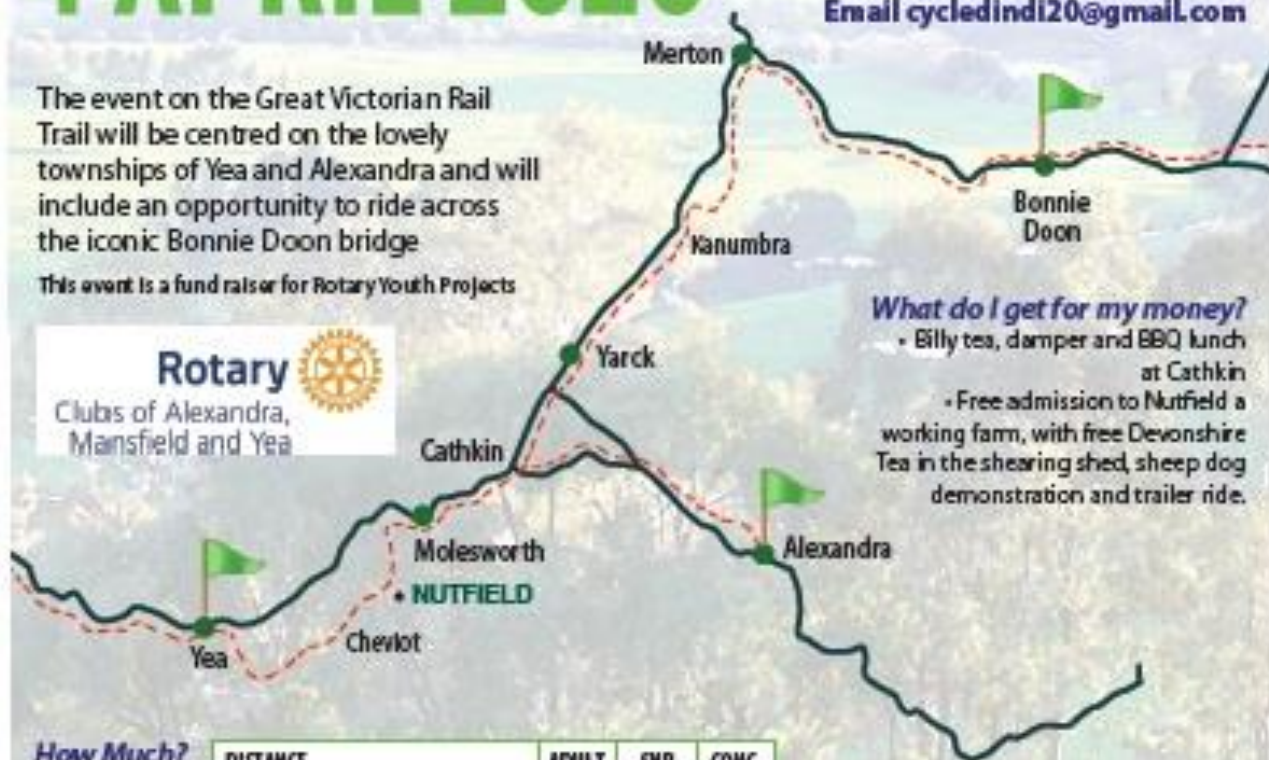 APRIL 2020
Email cycledindi20@gmail.com
The event on the Great Victorian Rail
Trail will be centred on the lovely
townships of Yea and Alexandra and will
include an opportunity to ride across
the iconic Bonnie Doon bridge
This event is a fund raiser for Rotary Youth Projects
Rotary
Clubs of Alexandra,
Mansfield and Yea
Merton
Bonnie
Doon
Kanumbra
Yarck
Cathkin
Molesworth
NUTFIELD
Alexandra
Cheviot
Yea
What do I get for my money?
• Billy tea, damper and BBQ lunch
at Cathkin
• Free admission to Nutfield a
working farm, with free Devonshire
Tea in the shearing shed, sheep dog
demonstration and trailer ride.
How Much?
DISTANCE ADULT CONC